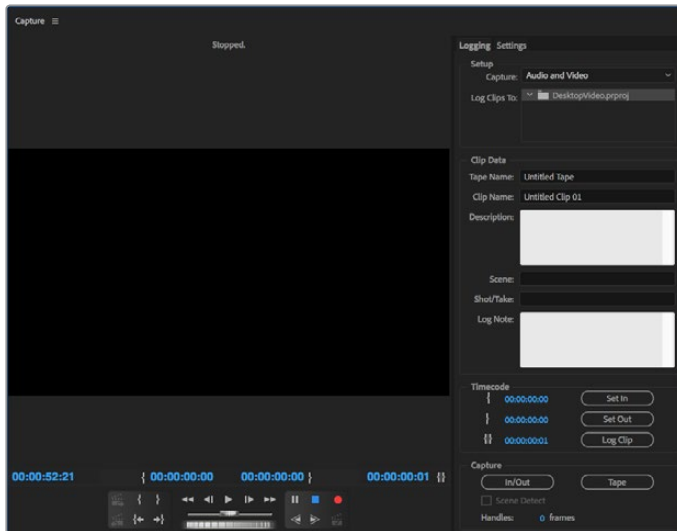 Capture
Stopped.
Logging Settings
Setup
Capture: Audio and Video
Log Clips To: DesktopVideo.prproj
Clip Data
Tape Name: Untitled Tape
Clip Name: Untitled Clip 01
Description:
Scene:
Shot/Take:
Log Note:
Timecode
{ 00:00:00:00 Set In
} 00:00:00:00 Set Out
{} 00:00:00:01 Log Clip
00:00:52:21 { 00:00:00:00 00:00:00:00 } 00:00:00:01 {}
Capture
In/Out Tape
Scene Detect
Handles: 0 frames